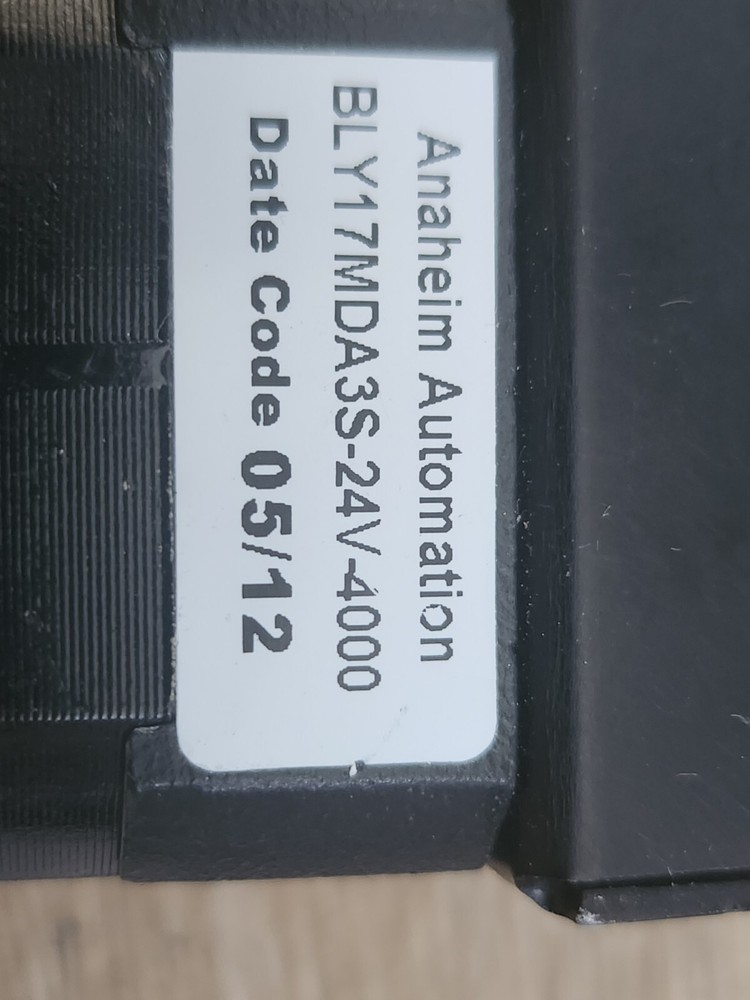 Anaheim Automation
BLY17MDA3S-24V-4000
Date Code 05/12